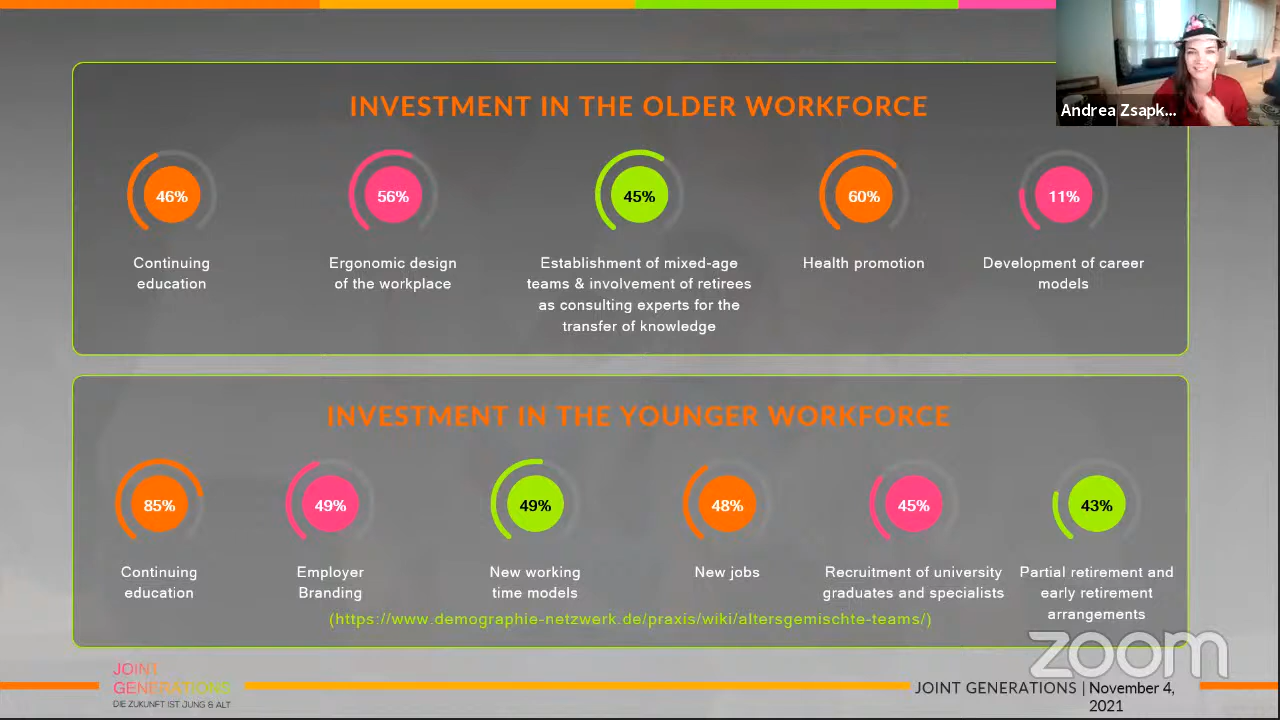 Andrea Zsapk...
INVESTMENT IN THE OLDER WORKFORCE
46%
56%
45%
60%
11%
Continuing
education
Ergonomic design
of the workplace
Establishment of mixed-age
teams & involvement of retirees
as consulting experts for the
transfer of knowledge
Health promotion
Development of career
models
INVESTMENT IN THE YOUNGER WORKFORCE
85%
49%
49%
48%
45%
43%
Continuing
education
Employer
Branding
New working
time models
New jobs
Recruitment of university
graduates and specialists
Partial retirement and
early retirement
arrangements
(https://www.demographie-netzwerk.de/praxis/wiki/altersgemischte-teams/)
zoom
JOINT
GENERATIONS
DIE ZUKUNFT IST JUNG & ALT
JOINT GENERATIONS | November 4,
2021